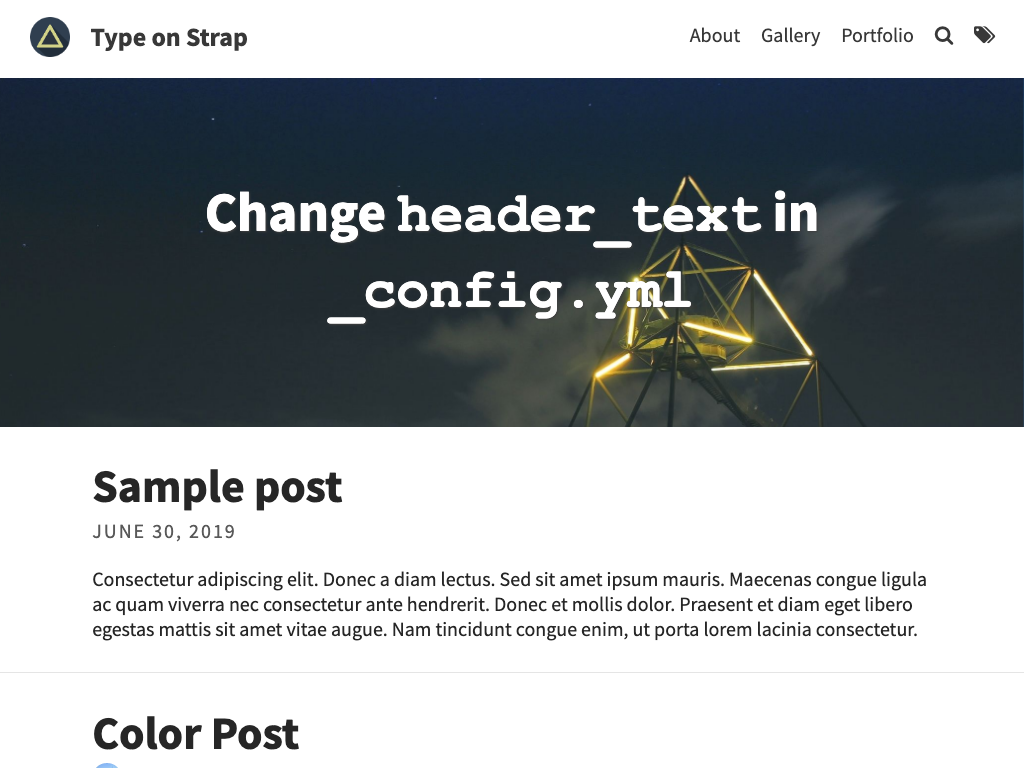 Type on Strap
About Gallery Portfolio
Change header_text in
_config.yml
Sample post
JUNE 30, 2019
Consectetur adipiscing elit. Donec a diam lectus. Sed sit amet ipsum mauris. Maecenas congue ligula
ac quam viverra nec consectetur ante hendrerit. Donec et mollis dolor. Praesent et diam eget libero
egestas mattis sit amet vitae augue. Nam tincidunt congue enim, ut porta lorem lacinia consectetur.
Color Post